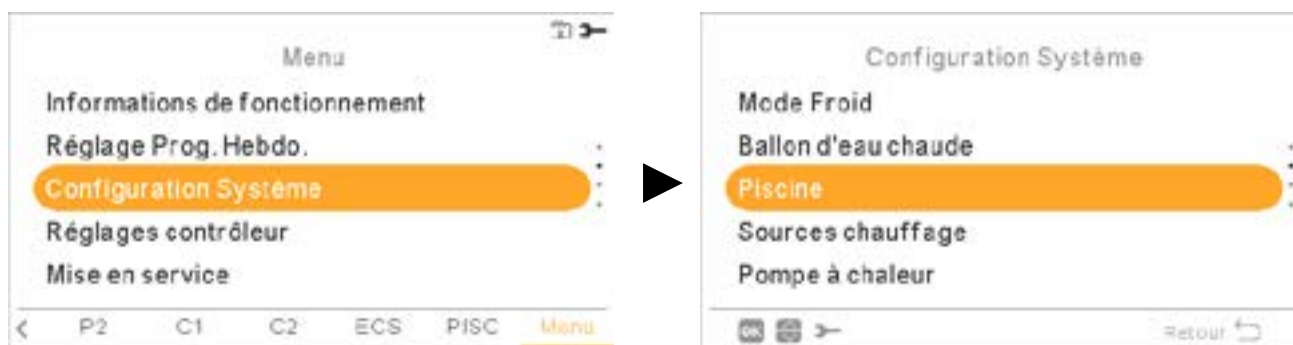 Menu
Informations de fonctionnement
Réglage Prog. Hebdo.
Configuration Système
Réglages contrôleur
Mise en service
< P2 C1 C2 ECS PISC Menu
Configuration Système
Mode Froid
Ballon d'eau chaude
Piscine
Sources chauffage
Pompe à chaleur
OK Retour